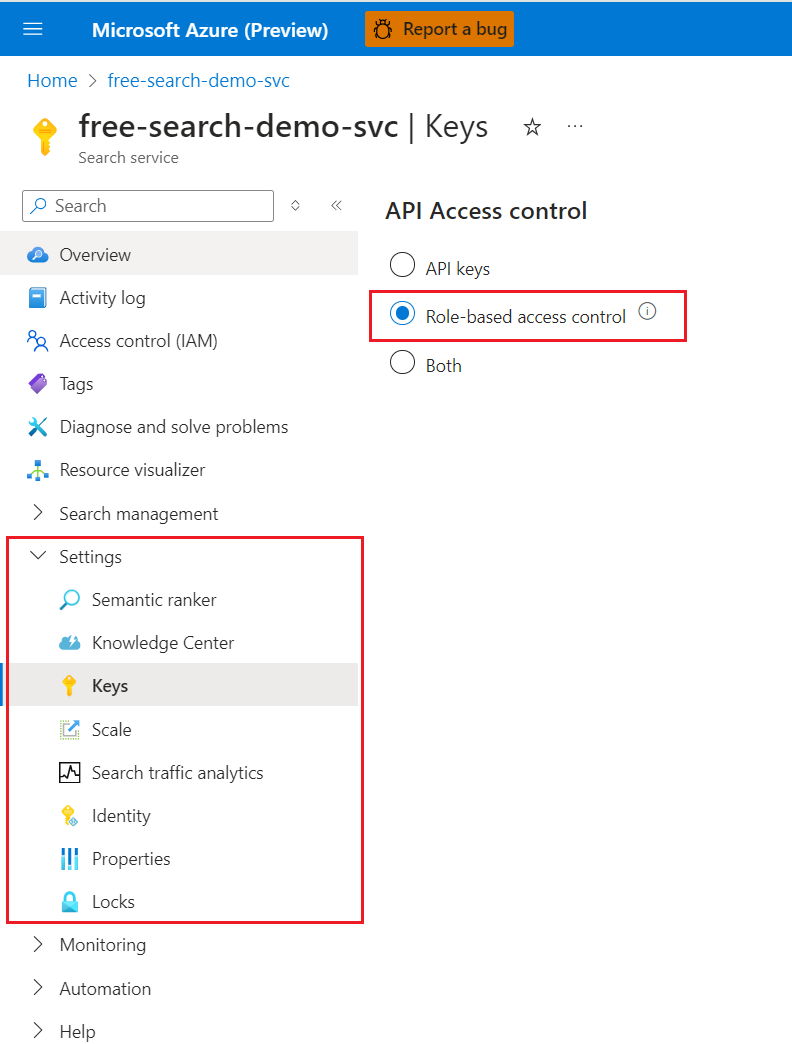 Microsoft Azure (Preview)
Report a bug
Home > free-search-demo-svc
free-search-demo-svc | Keys
Search service
Search
Overview
Activity log
Access control (IAM)
Tags
Diagnose and solve problems
Resource visualizer
Search management
Settings
Semantic ranker
Knowledge Center
Keys
Scale
Search traffic analytics
Identity
Properties
Locks
Monitoring
Automation
Help
API Access control
API keys
Role-based access control
Both